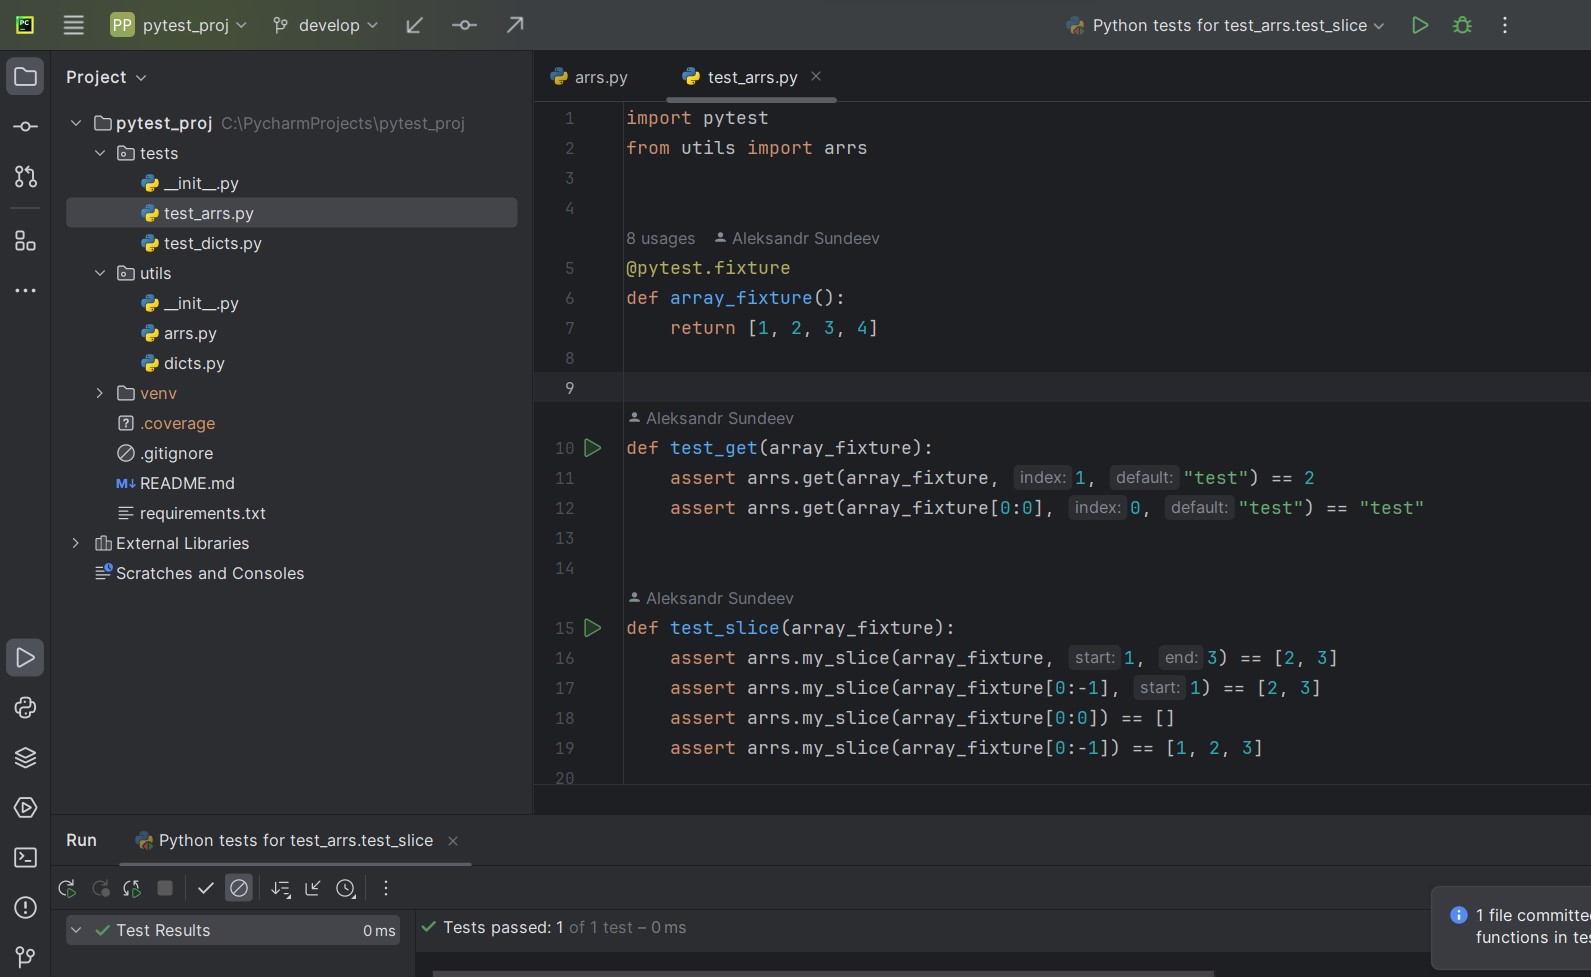 PC
PP pytest_proj develop Python tests for test_arrs.test_slice
Project
arrs.py test_arrs.py
pytest_proj C:\PycharmProjects\pytest_proj
tests
__init__.py
test_arrs.py
test_dicts.py
utils
__init__.py
arrs.py
dicts.py
venv
.coverage
.gitignore
M↓ README.md
requirements.txt
External Libraries
Scratches and Consoles
1 import pytest
2 from utils import arrs
3
4
8 usages Aleksandr Sundeev
5 @pytest.fixture
6 def array_fixture():
7     return [1, 2, 3, 4]
8
9
Aleksandr Sundeev
10 def test_get(array_fixture):
11     assert arrs.get(array_fixture, index: 1, default: "test") == 2
12     assert arrs.get(array_fixture[0:0], index: 0, default: "test") == "test"
13
14
Aleksandr Sundeev
15 def test_slice(array_fixture):
16     assert arrs.my_slice(array_fixture, start: 1, end: 3) == [2, 3]
17     assert arrs.my_slice(array_fixture[0:-1], start: 1) == [2, 3]
18     assert arrs.my_slice(array_fixture[0:0]) == []
19     assert arrs.my_slice(array_fixture[0:-1]) == [1, 2, 3]
20
Run Python tests for test_arrs.test_slice
Test Results 0 ms
Tests passed: 1 of 1 test – 0 ms
1 file committe
functions in tes